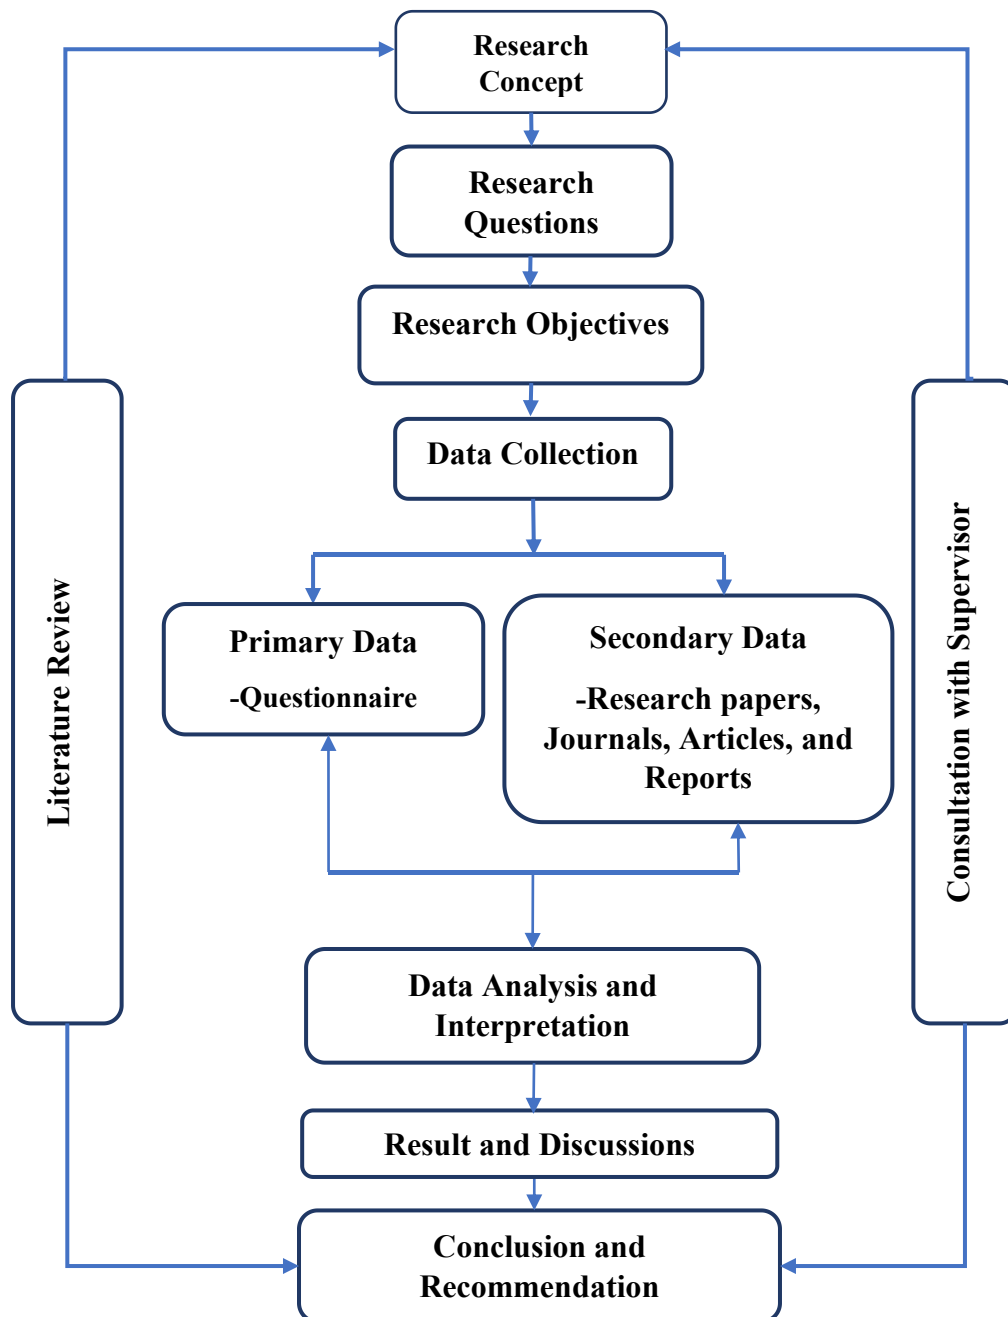 Research
Concept
Research
Questions
Research Objectives
Data Collection
Literature Review
Primary Data
-Questionnaire
Secondary Data
-Research papers,
Journals, Articles, and
Reports
Consultation with Supervisor
Data Analysis and
Interpretation
Result and Discussions
Conclusion and
Recommendation